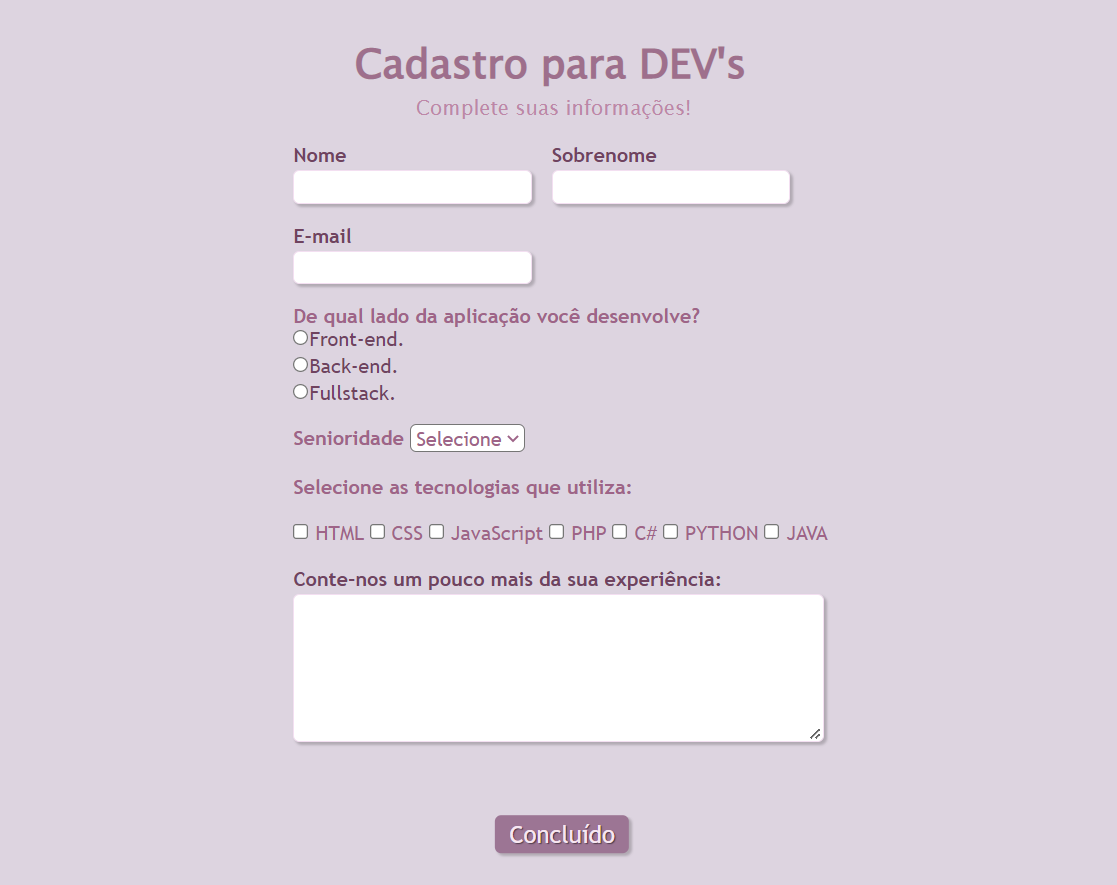 Cadastro para DEV's
Complete suas informações!
Nome Sobrenome
E-mail
De qual lado da aplicação você desenvolve?
Front-end.
Back-end.
Fullstack.
Senioridade Selecione
Selecione as tecnologias que utiliza:
HTML CSS JavaScript PHP C# PYTHON JAVA
Conte-nos um pouco mais da sua experiência:
Concluído